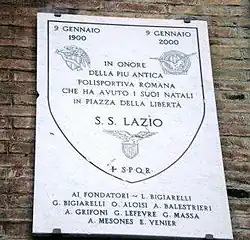 9 GENNAIO 9 GENNAIO
1900 2000
IN ONORE
DELLA PIU ANTICA
POLISPORTIVA ROMANA
CHE HA AVUTO I SUOI NATALI
IN PIAZZA DELLA LIBERTÀ
S.S. LAZIO
S.P.Q.R.
AI FONDATORI ~ L. BIGIARELLI
G. BIGIARELLI O. ALOISI A. BALESTRIERI
A. GRIFONI G. LEFEVRE G. MASSA
A. MESONES E. VENIER